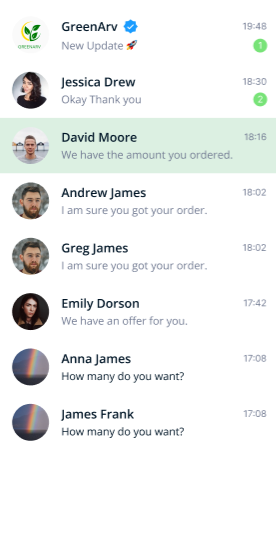 GreenArv 19:48
New Update 🚀 1
GREENARV
Jessica Drew 18:30
Okay Thank you 2
David Moore 18:16
We have the amount you ordered.
Andrew James 18:02
I am sure you got your order.
Greg James 18:02
I am sure you got your order.
Emily Dorson 17:42
We have an offer for you.
Anna James 17:08
How many do you want?
James Frank 17:08
How many do you want?